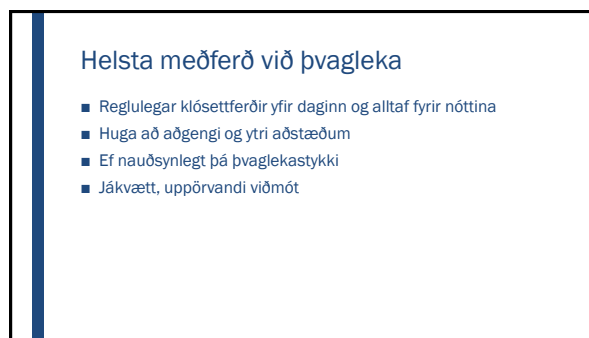 Helsta meðferð við þvagleka
■ Reglulegar klósettferðir yfir daginn og alltaf fyrir nóttina
■ Huga að aðgengi og ytri aðstæðum
■ Ef nauðsynlegt þá þvaglekastykki
■ Jákvætt, uppörvandi viðmót